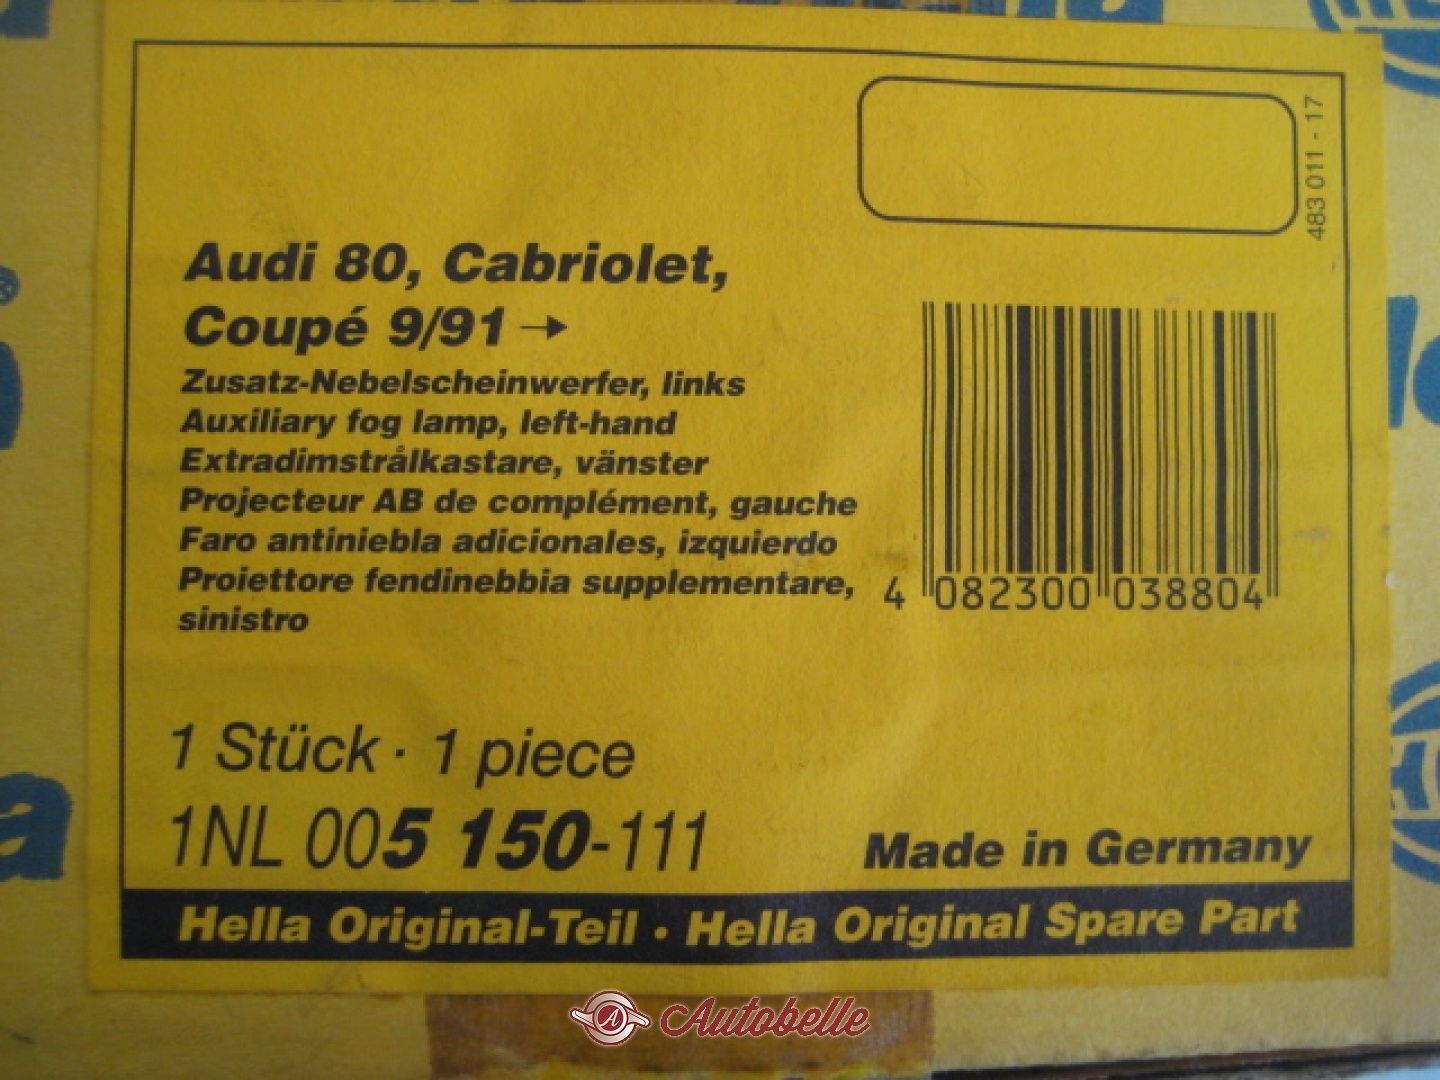 483 011 - 17
Audi 80, Cabriolet,
Coupé 9/91→
Zusatz-Nebelscheinwerfer, links
Auxiliary fog lamp, left-hand
Extradimstrålkastare, vänster
Projecteur AB de complément, gauche
Faro antiniebla adicionales, izquierdo
Proiettore fendinebbia supplementare,
sinistro
4 082300 038804
1 Stück · 1 piece
1NL 005 150-111
Made in Germany
Hella Original-Teil · Hella Original Spare Part
A Autobelle